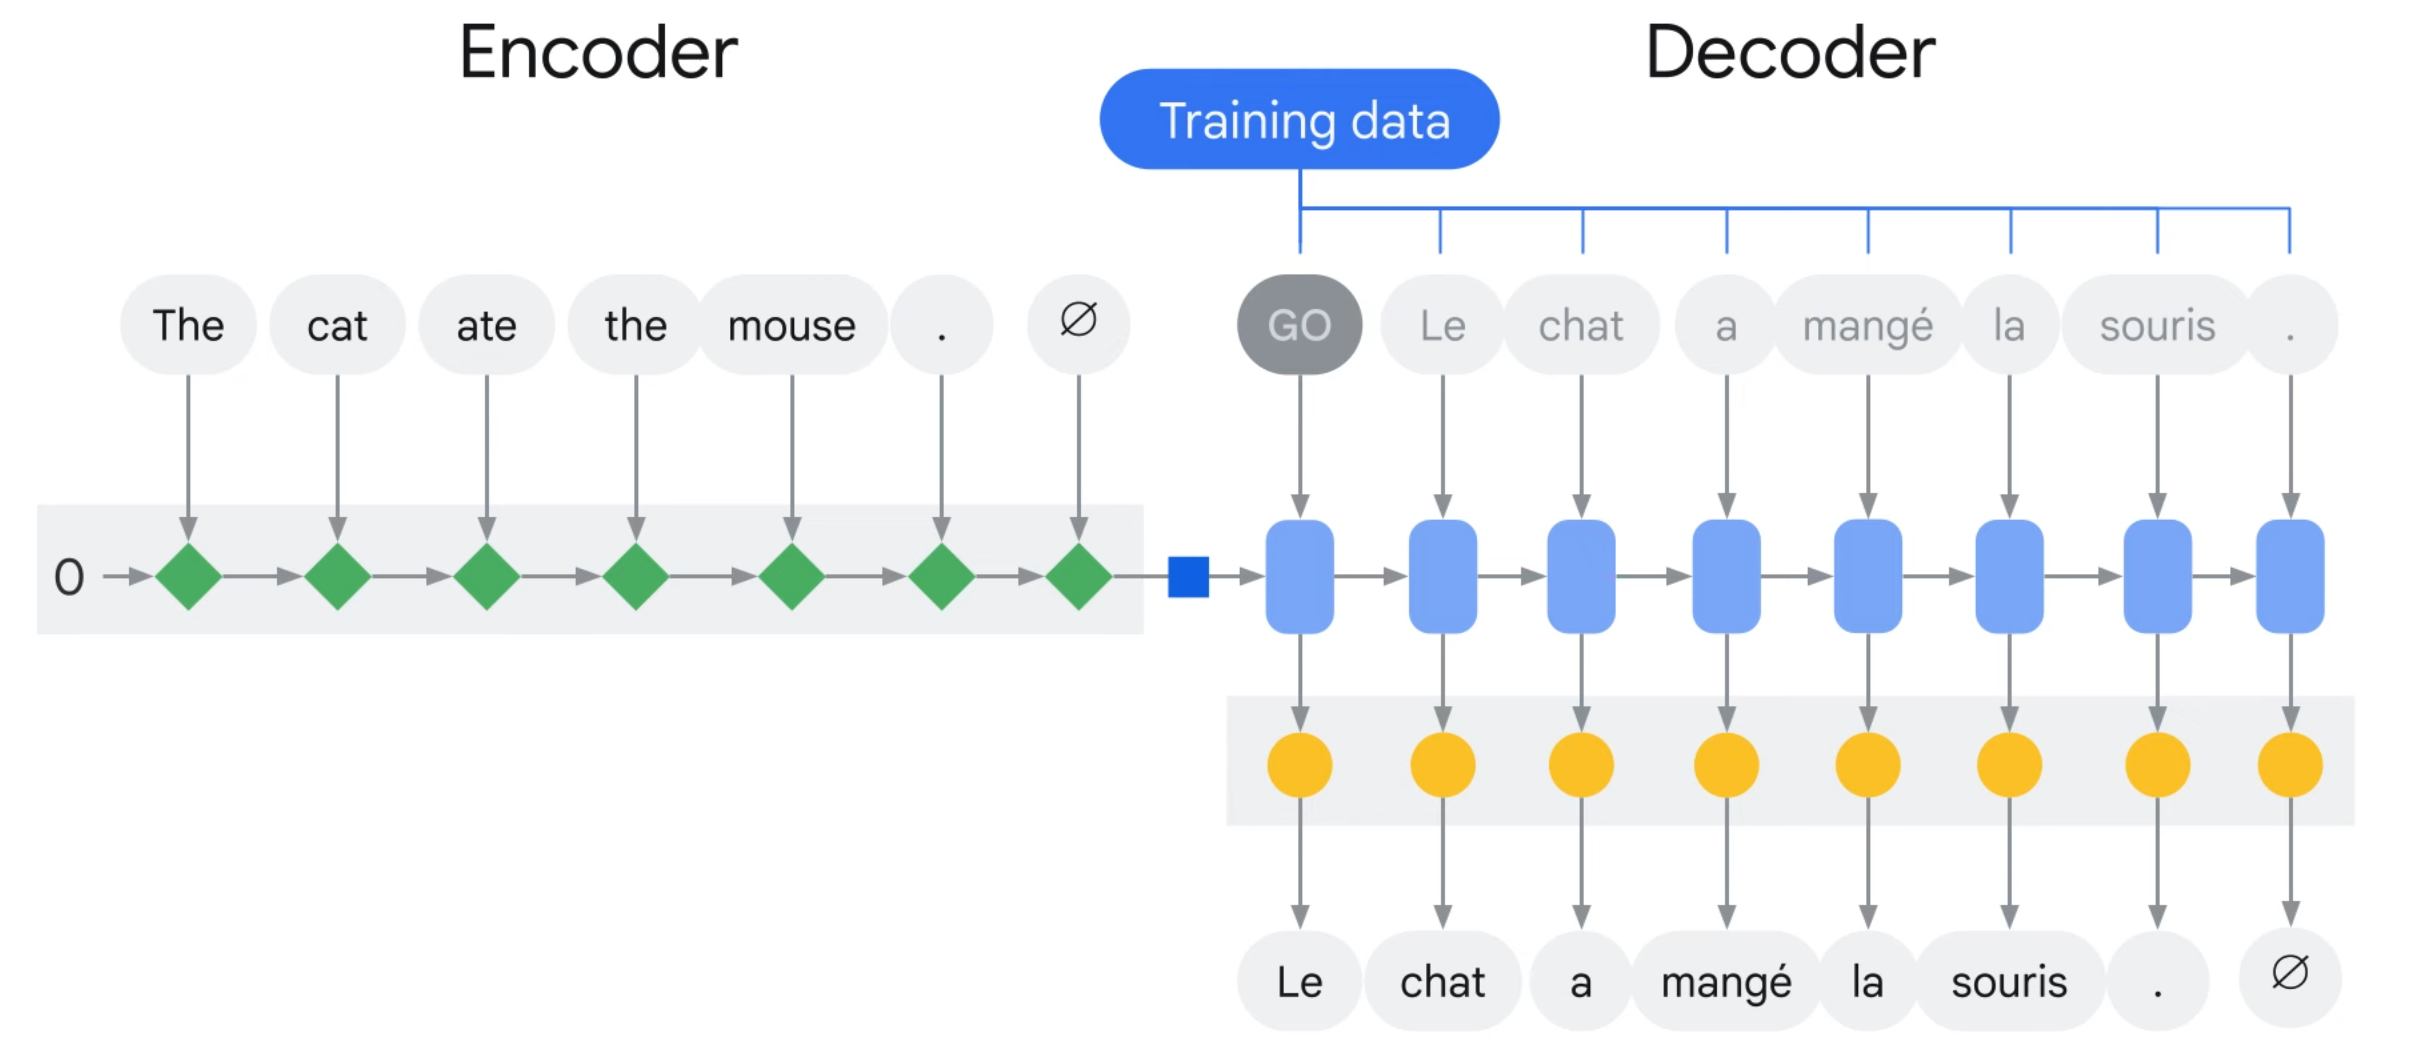 Encoder
Decoder
Training data
The cat ate the mouse . ∅
GO Le chat a mangé la souris .
0
Le chat a mangé la souris . ∅